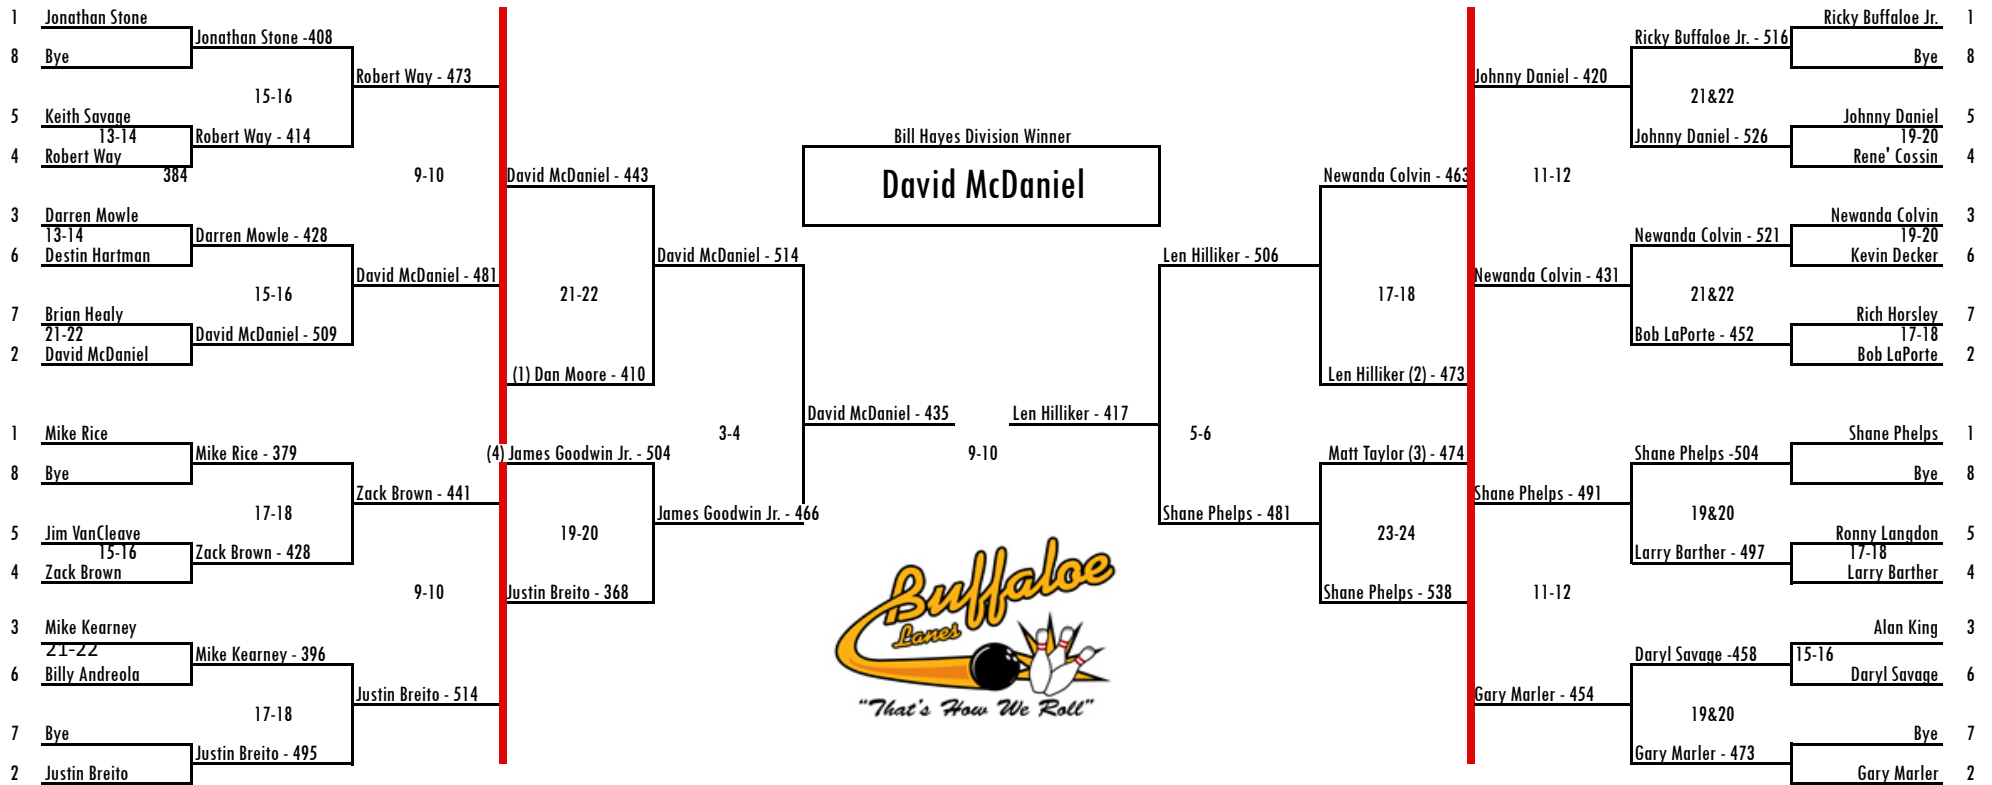 1 Jonathan Stone
Jonathan Stone -408
8 Bye
Robert Way - 473
15-16
5 Keith Savage
13-14
Robert Way - 414
4 Robert Way
384
9-10
3 Darren Mowle
13-14
Darren Mowle - 428
6 Destin Hartman
David McDaniel - 481
15-16
7 Brian Healy
21-22
David McDaniel - 509
2 David McDaniel
1 Mike Rice
Mike Rice - 379
8 Bye
Zack Brown - 441
17-18
5 Jim VanCleave
15-16
Zack Brown - 428
4 Zack Brown
9-10
3 Mike Kearney
21-22
Mike Kearney - 396
6 Billy Andreola
Justin Breito - 514
17-18
7 Bye
Justin Breito - 495
2 Justin Breito
David McDaniel - 443
David McDaniel - 514
21-22
(1) Dan Moore - 410
David McDaniel - 435
3-4
(4) James Goodwin Jr. - 504
James Goodwin Jr. - 466
19-20
Justin Breito - 368
Bill Hayes Division Winner
David McDaniel
Len Hilliker - 417
9-10
Buffaloe
Lanes
"That's How We Roll"
Newanda Colvin - 463
Len Hilliker - 506
17-18
Len Hilliker (2) - 473
5-6
Matt Taylor (3) - 474
Shane Phelps - 481
23-24
Shane Phelps - 538
Ricky Buffaloe Jr. 1
Ricky Buffaloe Jr. - 516
Bye 8
Johnny Daniel - 420
21&22
Johnny Daniel 5
19-20
Johnny Daniel - 526
Rene' Cossin 4
11-12
Newanda Colvin 3
19-20
Newanda Colvin - 521
Kevin Decker 6
Newanda Colvin - 431
21&22
Rich Horsley 7
17-18
Bob LaPorte - 452
Bob LaPorte 2
Shane Phelps 1
Shane Phelps -504
Bye 8
Shane Phelps - 491
19&20
Ronny Langdon 5
17-18
Larry Barther - 497
Larry Barther 4
11-12
Alan King 3
15-16
Daryl Savage -458
Daryl Savage 6
Gary Marler - 454
19&20
Bye 7
Gary Marler - 473
Gary Marler 2